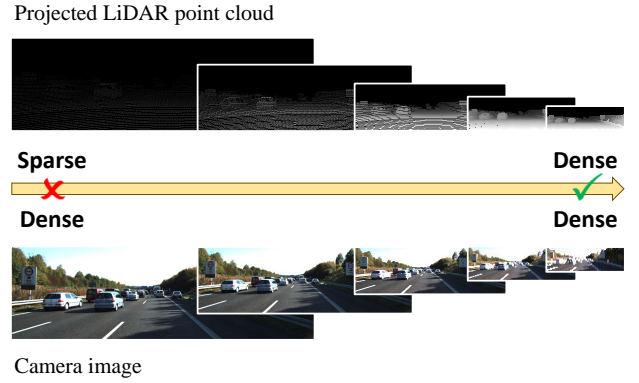 Projected LiDAR point cloud
Sparse
Dense
Dense
Dense
Camera image